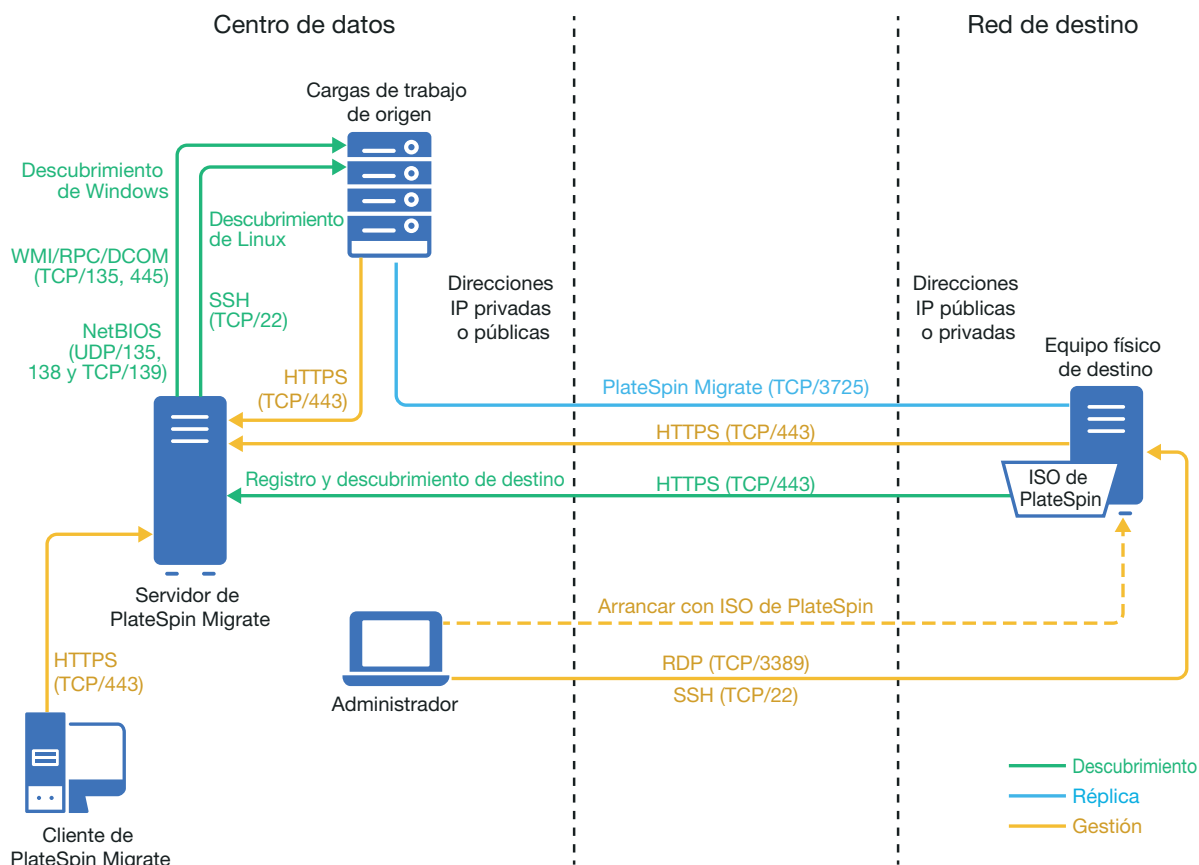 Centro de datos
Red de destino
Cargas de trabajo
de origen
Descubrimiento
de Windows
Descubrimiento
de Linux
WMI/RPC/DCOM
(TCP/135, 445)
SSH
(TCP/22)
NetBIOS
(UDP/135,
138 y TCP/139)
Direcciones
IP privadas
o públicas
Direcciones
IP públicas
o privadas
Equipo físico
de destino
HTTPS
(TCP/443)
PlateSpin Migrate (TCP/3725)
HTTPS (TCP/443)
Registro y descubrimiento de destino
HTTPS (TCP/443)
ISO de
PlateSpin
Servidor de
PlateSpin Migrate
Arrancar con ISO de PlateSpin
HTTPS
(TCP/443)
RDP (TCP/3389)
SSH (TCP/22)
Administrador
Descubrimiento
Réplica
Gestión
Cliente de
PlateSpin Migrate